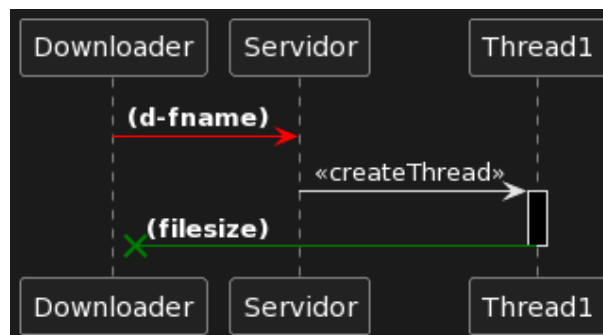 Downloader Servidor Thread1
(d-fname)
«createThread»
(filesize)
Downloader Servidor Thread1